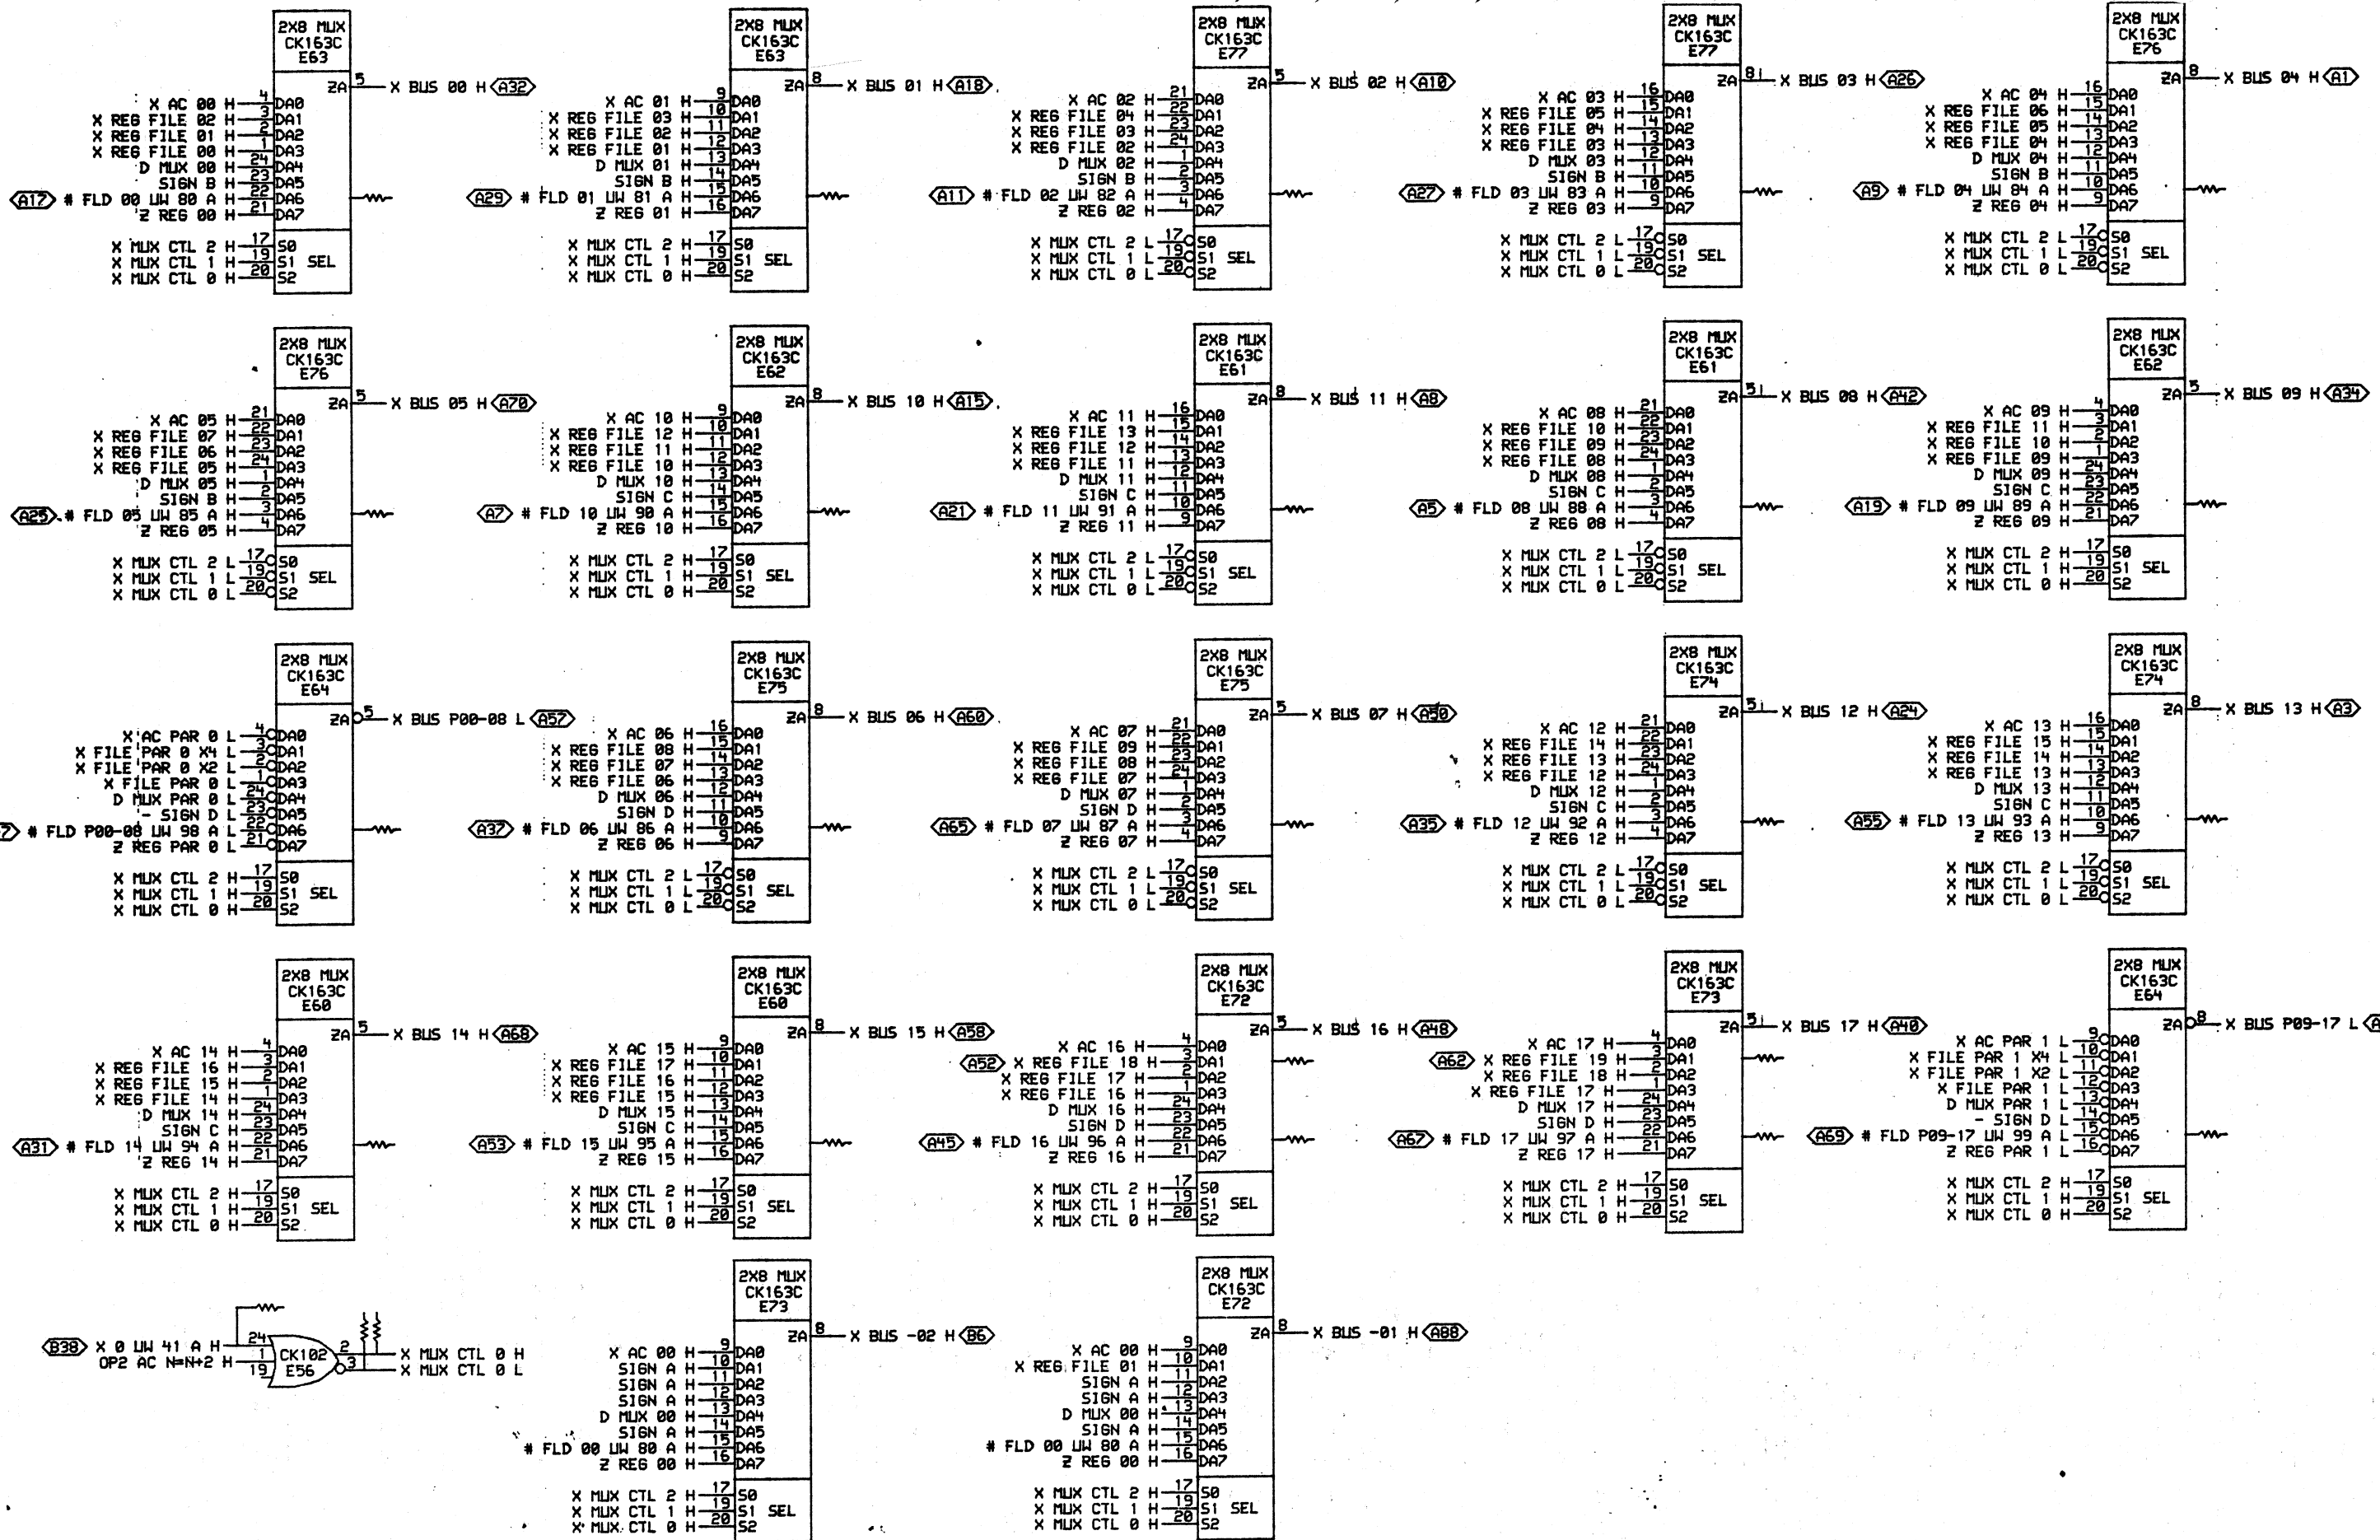 2X8 MUX
CK163C
E63
ZA 5 X BUS 00 H A32
X AC 00 H 4 DA0
X REG FILE 02 H 3 DA1
X REG FILE 01 H 2 DA2
X REG FILE 00 H 1 DA3
D MUX 00 H 24 DA4
SIGN B H 23 DA5
A17 # FLD 00 UW 80 A H 22 DA6
Z REG 00 H 21 DA7
X MUX CTL 2 H 17 S0
X MUX CTL 1 H 19 S1 SEL
X MUX CTL 0 H 20 S2
2X8 MUX
CK163C
E63
ZA 8 X BUS 01 H A18
X AC 01 H 9 DA0
X REG FILE 03 H 10 DA1
X REG FILE 02 H 11 DA2
X REG FILE 01 H 12 DA3
D MUX 01 H 13 DA4
SIGN B H 14 DA5
A29 # FLD 01 UW 81 A H 15 DA6
Z REG 01 H 16 DA7
X MUX CTL 2 H 17 S0
X MUX CTL 1 H 19 S1 SEL
X MUX CTL 0 H 20 S2
2X8 MUX
CK163C
E77
ZA 5 X BUS 02 H A10
X AC 02 H 21 DA0
X REG FILE 04 H 22 DA1
X REG FILE 03 H 23 DA2
X REG FILE 02 H 24 DA3
D MUX 02 H 1 DA4
SIGN B H 2 DA5
A11 # FLD 02 UW 82 A H 3 DA6
Z REG 02 H 4 DA7
X MUX CTL 2 L 17 S0
X MUX CTL 1 L 19 S1 SEL
X MUX CTL 0 L 20 S2
2X8 MUX
CK163C
E77
ZA 8 X BUS 03 H A26
X AC 03 H 16 DA0
X REG FILE 05 H 15 DA1
X REG FILE 04 H 14 DA2
X REG FILE 03 H 13 DA3
D MUX 03 H 12 DA4
SIGN B H 11 DA5
A27 # FLD 03 UW 83 A H 10 DA6
Z REG 03 H 9 DA7
X MUX CTL 2 L 17 S0
X MUX CTL 1 L 19 S1 SEL
X MUX CTL 0 L 20 S2
2X8 MUX
CK163C
E76
ZA 8 X BUS 04 H A1
X AC 04 H 16 DA0
X REG FILE 06 H 15 DA1
X REG FILE 05 H 14 DA2
X REG FILE 04 H 13 DA3
D MUX 04 H 12 DA4
SIGN B H 11 DA5
A9 # FLD 04 UW 84 A H 10 DA6
Z REG 04 H 9 DA7
X MUX CTL 2 L 17 S0
X MUX CTL 1 L 19 S1 SEL
X MUX CTL 0 L 20 S2
2X8 MUX
CK163C
E76
ZA 5 X BUS 05 H A70
X AC 05 H 21 DA0
X REG FILE 07 H 22 DA1
X REG FILE 06 H 23 DA2
X REG FILE 05 H 24 DA3
D MUX 05 H 1 DA4
SIGN B H 2 DA5
A25 # FLD 05 UW 85 A H 3 DA6
Z REG 05 H 4 DA7
X MUX CTL 2 L 17 S0
X MUX CTL 1 L 19 S1 SEL
X MUX CTL 0 L 20 S2
2X8 MUX
CK163C
E62
ZA 8 X BUS 10 H A15
X AC 10 H 9 DA0
X REG FILE 12 H 10 DA1
X REG FILE 11 H 11 DA2
X REG FILE 10 H 12 DA3
D MUX 10 H 13 DA4
SIGN C H 14 DA5
A7 # FLD 10 UW 90 A H 15 DA6
Z REG 10 H 16 DA7
X MUX CTL 2 H 17 S0
X MUX CTL 1 H 19 S1 SEL
X MUX CTL 0 H 20 S2
2X8 MUX
CK163C
E61
ZA 8 X BUS 11 H A8
X AC 11 H 16 DA0
X REG FILE 13 H 15 DA1
X REG FILE 12 H 14 DA2
X REG FILE 11 H 13 DA3
D MUX 11 H 12 DA4
SIGN C H 11 DA5
A21 # FLD 11 UW 91 A H 10 DA6
Z REG 11 H 9 DA7
X MUX CTL 2 L 17 S0
X MUX CTL 1 L 19 S1 SEL
X MUX CTL 0 L 20 S2
2X8 MUX
CK163C
E61
ZA 5 X BUS 08 H A42
X AC 08 H 21 DA0
X REG FILE 10 H 22 DA1
X REG FILE 09 H 23 DA2
X REG FILE 08 H 24 DA3
D MUX 08 H 1 DA4
SIGN C H 2 DA5
A5 # FLD 08 UW 88 A H 3 DA6
Z REG 08 H 4 DA7
X MUX CTL 2 L 17 S0
X MUX CTL 1 L 19 S1 SEL
X MUX CTL 0 L 20 S2
2X8 MUX
CK163C
E62
ZA 5 X BUS 09 H A34
X AC 09 H 4 DA0
X REG FILE 11 H 3 DA1
X REG FILE 10 H 2 DA2
X REG FILE 09 H 1 DA3
D MUX 09 H 24 DA4
SIGN C H 23 DA5
A19 # FLD 09 UW 89 A H 22 DA6
Z REG 09 H 21 DA7
X MUX CTL 2 H 17 S0
X MUX CTL 1 H 19 S1 SEL
X MUX CTL 0 H 20 S2
2X8 MUX
CK163C
E64
ZA 5 X BUS P00-08 L A57
X AC PAR 0 L 4 DA0
X FILE PAR 0 X4 L 3 DA1
X FILE PAR 0 X2 L 2 DA2
X FILE PAR 0 L 1 DA3
D MUX PAR 0 L 24 DA4
- SIGN D L 23 DA5
7 # FLD P00-08 UW 98 A L 22 DA6
Z REG PAR 0 L 21 DA7
X MUX CTL 2 H 17 S0
X MUX CTL 1 H 19 S1 SEL
X MUX CTL 0 H 20 S2
2X8 MUX
CK163C
E75
ZA 8 X BUS 06 H A60
X AC 06 H 16 DA0
X REG FILE 08 H 15 DA1
X REG FILE 07 H 14 DA2
X REG FILE 06 H 13 DA3
D MUX 06 H 12 DA4
SIGN D H 11 DA5
A37 # FLD 06 UW 86 A H 10 DA6
Z REG 06 H 9 DA7
X MUX CTL 2 L 17 S0
X MUX CTL 1 L 19 S1 SEL
X MUX CTL 0 L 20 S2
2X8 MUX
CK163C
E75
ZA 5 X BUS 07 H A50
X AC 07 H 21 DA0
X REG FILE 09 H 22 DA1
X REG FILE 08 H 23 DA2
X REG FILE 07 H 24 DA3
D MUX 07 H 1 DA4
SIGN D H 2 DA5
A65 # FLD 07 UW 87 A H 3 DA6
Z REG 07 H 4 DA7
X MUX CTL 2 L 17 S0
X MUX CTL 1 L 19 S1 SEL
X MUX CTL 0 L 20 S2
2X8 MUX
CK163C
E74
ZA 5 X BUS 12 H A24
X AC 12 H 21 DA0
X REG FILE 14 H 22 DA1
X REG FILE 13 H 23 DA2
X REG FILE 12 H 24 DA3
D MUX 12 H 1 DA4
SIGN C H 2 DA5
A35 # FLD 12 UW 92 A H 3 DA6
Z REG 12 H 4 DA7
X MUX CTL 2 L 17 S0
X MUX CTL 1 L 19 S1 SEL
X MUX CTL 0 L 20 S2
2X8 MUX
CK163C
E74
ZA 8 X BUS 13 H A3
X AC 13 H 16 DA0
X REG FILE 15 H 15 DA1
X REG FILE 14 H 14 DA2
X REG FILE 13 H 13 DA3
D MUX 13 H 12 DA4
SIGN C H 11 DA5
A55 # FLD 13 UW 93 A H 10 DA6
Z REG 13 H 9 DA7
X MUX CTL 2 L 17 S0
X MUX CTL 1 L 19 S1 SEL
X MUX CTL 0 L 20 S2
2X8 MUX
CK163C
E60
ZA 5 X BUS 14 H A68
X AC 14 H 4 DA0
X REG FILE 16 H 3 DA1
X REG FILE 15 H 2 DA2
X REG FILE 14 H 1 DA3
D MUX 14 H 24 DA4
SIGN C H 23 DA5
A31 # FLD 14 UW 94 A H 22 DA6
Z REG 14 H 21 DA7
X MUX CTL 2 H 17 S0
X MUX CTL 1 H 19 S1 SEL
X MUX CTL 0 H 20 S2
2X8 MUX
CK163C
E60
ZA 8 X BUS 15 H A58
X AC 15 H 9 DA0
X REG FILE 17 H 10 DA1
X REG FILE 16 H 11 DA2
X REG FILE 15 H 12 DA3
D MUX 15 H 13 DA4
SIGN C H 14 DA5
A53 # FLD 15 UW 95 A H 15 DA6
Z REG 15 H 16 DA7
X MUX CTL 2 H 17 S0
X MUX CTL 1 H 19 S1 SEL
X MUX CTL 0 H 20 S2
2X8 MUX
CK163C
E72
ZA 5 X BUS 16 H A48
X AC 16 H 4 DA0
A52 X REG FILE 18 H 3 DA1
X REG FILE 17 H 2 DA2
X REG FILE 16 H 1 DA3
D MUX 16 H 24 DA4
SIGN D H 23 DA5
A45 # FLD 16 UW 96 A H 22 DA6
Z REG 16 H 21 DA7
X MUX CTL 2 H 17 S0
X MUX CTL 1 H 19 S1 SEL
X MUX CTL 0 H 20 S2
2X8 MUX
CK163C
E73
ZA 5 X BUS 17 H A40
X AC 17 H 4 DA0
A62 X REG FILE 19 H 3 DA1
X REG FILE 18 H 2 DA2
X REG FILE 17 H 1 DA3
D MUX 17 H 24 DA4
SIGN D H 23 DA5
A67 # FLD 17 UW 97 A H 22 DA6
Z REG 17 H 21 DA7
X MUX CTL 2 H 17 S0
X MUX CTL 1 H 19 S1 SEL
X MUX CTL 0 H 20 S2
2X8 MUX
CK163C
E64
ZA 8 X BUS P09-17 L
X AC PAR 1 L 9 DA0
X FILE PAR 1 X4 L 10 DA1
X FILE PAR 1 X2 L 11 DA2
X FILE PAR 1 L 12 DA3
D MUX PAR 1 L 13 DA4
- SIGN D L 14 DA5
A69 # FLD P09-17 UW 99 A L 15 DA6
Z REG PAR 1 L 16 DA7
X MUX CTL 2 H 17 S0
X MUX CTL 1 H 19 S1 SEL
X MUX CTL 0 H 20 S2
B38 X 0 UW 41 A H 24
OP2 AC N=N+2 H 1
19
CK102
E56
2 X MUX CTL 0 H
3 X MUX CTL 0 L
2X8 MUX
CK163C
E73
ZA 8 X BUS -02 H B6
X AC 00 H 9 DA0
SIGN A H 10 DA1
SIGN A H 11 DA2
SIGN A H 12 DA3
D MUX 00 H 13 DA4
SIGN A H 14 DA5
# FLD 00 UW 80 A H 15 DA6
Z REG 00 H 16 DA7
X MUX CTL 2 H 17 S0
X MUX CTL 1 H 19 S1 SEL
X MUX CTL 0 H 20 S2
2X8 MUX
CK163C
E72
ZA 8 X BUS -01 H A88
X AC 00 H 9 DA0
X REG FILE 01 H 10 DA1
SIGN A H 11 DA2
SIGN A H 12 DA3
D MUX 00 H 13 DA4
SIGN A H 14 DA5
# FLD 00 UW 80 A H 15 DA6
Z REG 00 H 16 DA7
X MUX CTL 2 H 17 S0
X MUX CTL 1 H 19 S1 SEL
X MUX CTL 0 H 20 S2